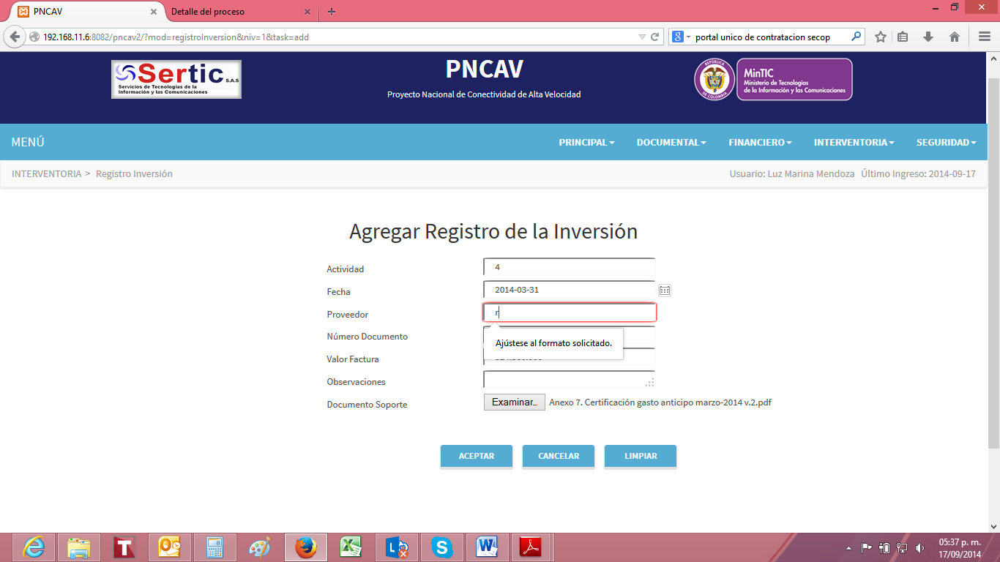 PNCAV
Detalle del proceso
192.168.11.6:8082/pncav2/?mod=registroInversion&niv=1&task=add
portal unico de contratacion secop
Sertic S.A.S
Servicios de Tecnologías de la
Información y las Comunicaciones
PNCAV
Proyecto Nacional de Conectividad de Alta Velocidad
REPÚBLICA
DE COLOMBIA
MinTIC
Ministerio de Tecnologías
de la Información y las Comunicaciones
MENÚ
PRINCIPAL
DOCUMENTAL
FINANCIERO
INTERVENTORIA
SEGURIDAD
INTERVENTORIA > Registro Inversión
Usuario: Luz Marina Mendoza Último Ingreso: 2014-09-17
Agregar Registro de la Inversión
Actividad 4
Fecha 2014-03-31
Proveedor r
Número Documento
Ajústese al formato solicitado.
Valor Factura
Observaciones
Documento Soporte Examinar... Anexo 7. Certificación gasto anticipo marzo-2014 v.2.pdf
ACEPTAR CANCELAR LIMPIAR
05:37 p. m.
17/09/2014